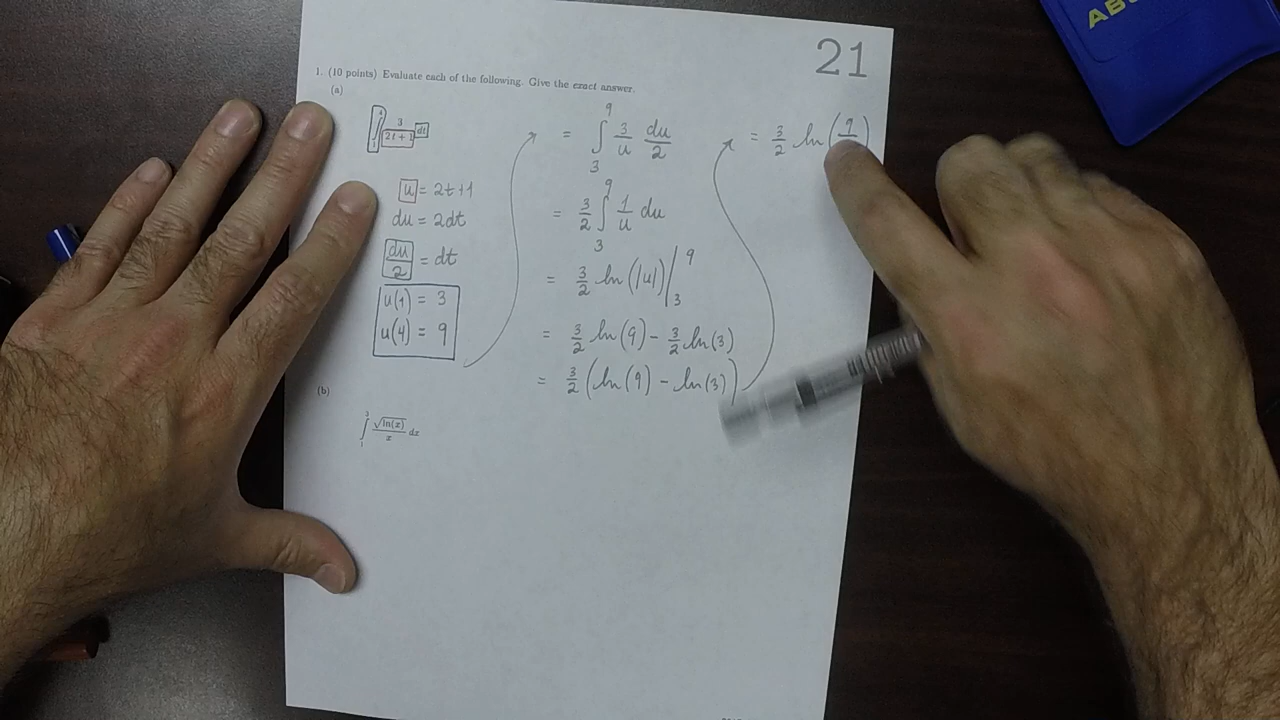 21
1. (10 points) Evaluate each of the following. Give the exact answer.
(a)
∫₁⁴ 3/(2t + 1) dt
u = 2t+1
du = 2dt
du/2 = dt
u(1) = 3
u(4) = 9
= ∫₃⁹ 3/u du/2
= 3/2 ∫₃⁹ 1/u du
= 3/2 ln(|u|) |₃⁹
= 3/2 ln(9) - 3/2 ln(3)
= 3/2 (ln(9) - ln(3))
= 3/2 ln(9/ )
(b)
∫₁³ √ln(x)/x dx